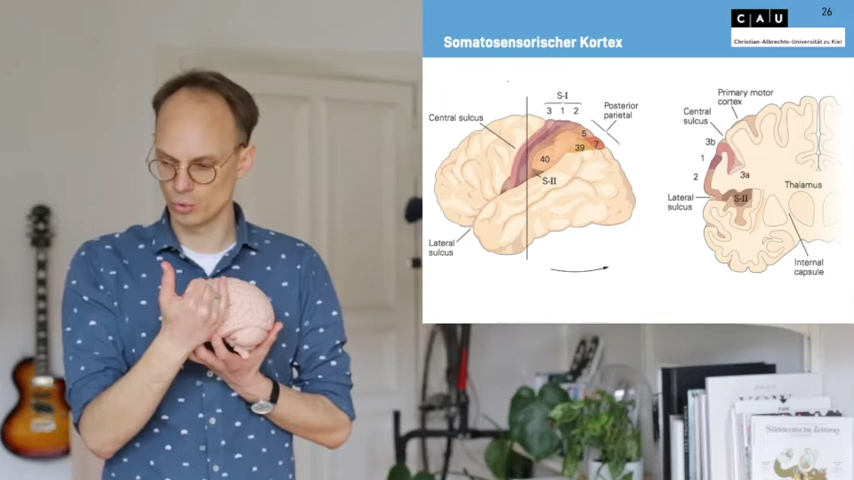 26
CAU
Christian-Albrechts-Universität zu Kiel
Somatosensorischer Kortex
S-I
3 1 2
Posterior
parietal
Central sulcus
5
7
39
40
S-II
Lateral
sulcus
Primary motor
cortex
Central
sulcus
3b
1
3a
2
Thalamus
Lateral
sulcus
S-II
Internal
capsule
Süddeutsche Zeitung